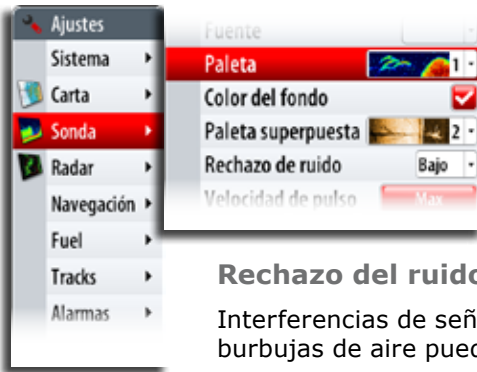 Ajustes
Sistema
Carta
Sonda
Radar
Navegación
Fuel
Tracks
Alarmas
Fuente
Paleta 1
Color del fondo
Paleta superpuesta 2
Rechazo de ruido Bajo
Velocidad de pulso Max
Rechazo del ruido
Interferencias de señ
burbujas de aire pued